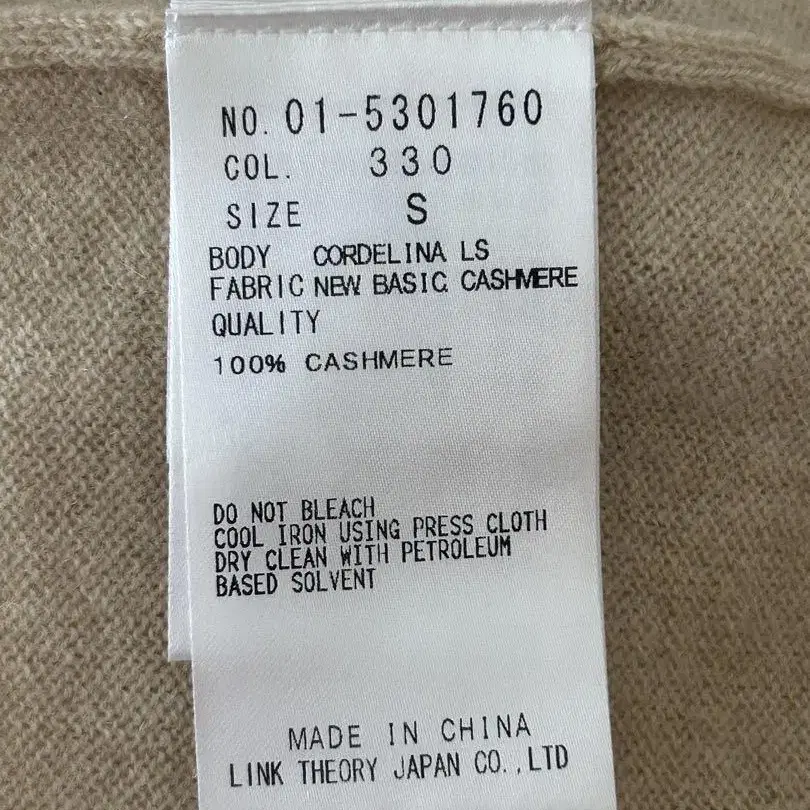 NO. 01-5301760
COL. 330
SIZE S
BODY CORDELINA LS
FABRIC NEW BASIC CASHMERE
QUALITY
100% CASHMERE
DO NOT BLEACH
COOL IRON USING PRESS CLOTH
DRY CLEAN WITH PETROLEUM
BASED SOLVENT
MADE IN CHINA
LINK THEORY JAPAN CO.,LTD